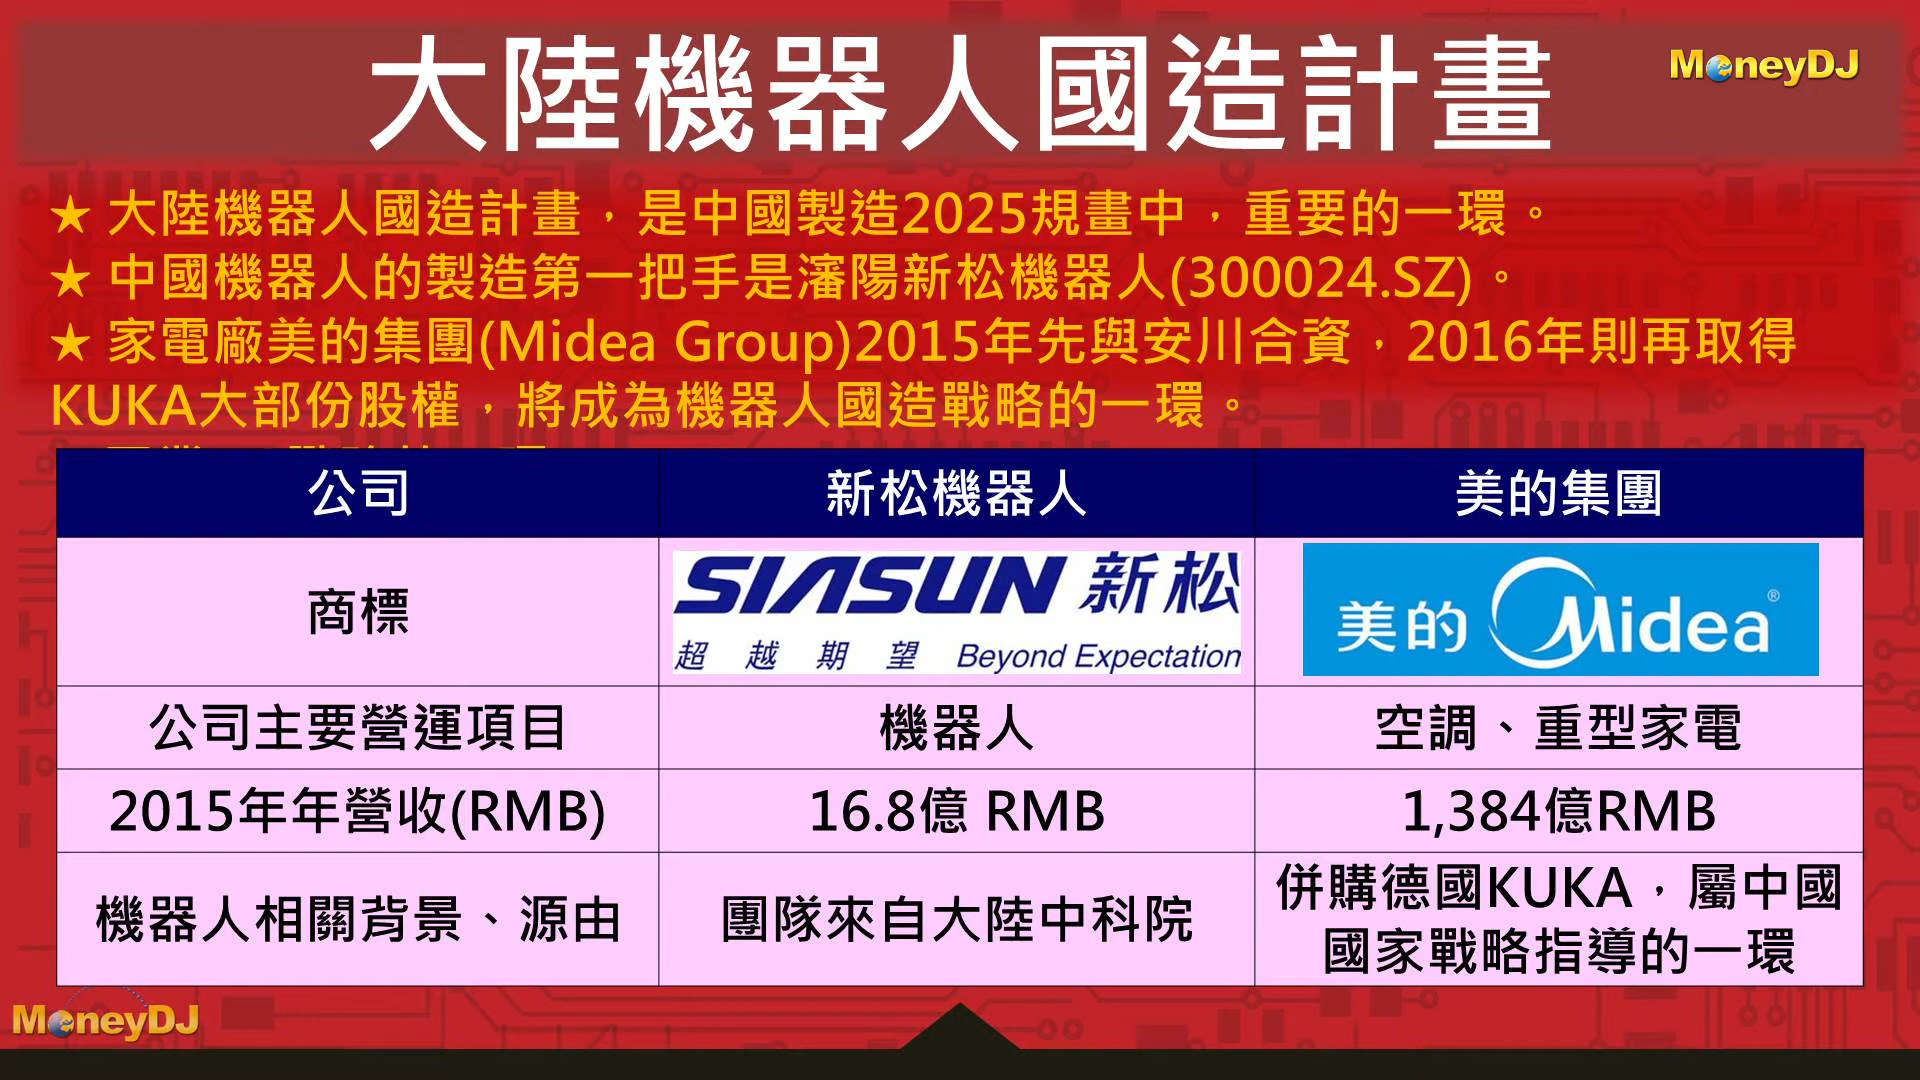 大陸機器人國造計畫
MoneyDJ
★ 大陸機器人國造計畫，是中國製造2025規畫中，重要的一環。
★ 中國機器人的製造第一把手是瀋陽新松機器人(300024.SZ)。
★ 家電廠美的集團(Midea Group)2015年先與安川合資，2016年則再取得
KUKA大部份股權，將成為機器人國造戰略的一環。
公司 新松機器人 美的集團
商標 SIASUN 新松 美的 Midea®
超越期望 Beyond Expectation
公司主要營運項目 機器人 空調、重型家電
2015年年營收(RMB) 16.8億 RMB 1,384億RMB
機器人相關背景、源由 團隊來自大陸中科院 併購德國KUKA，屬中國
國家戰略指導的一環
MoneyDJ